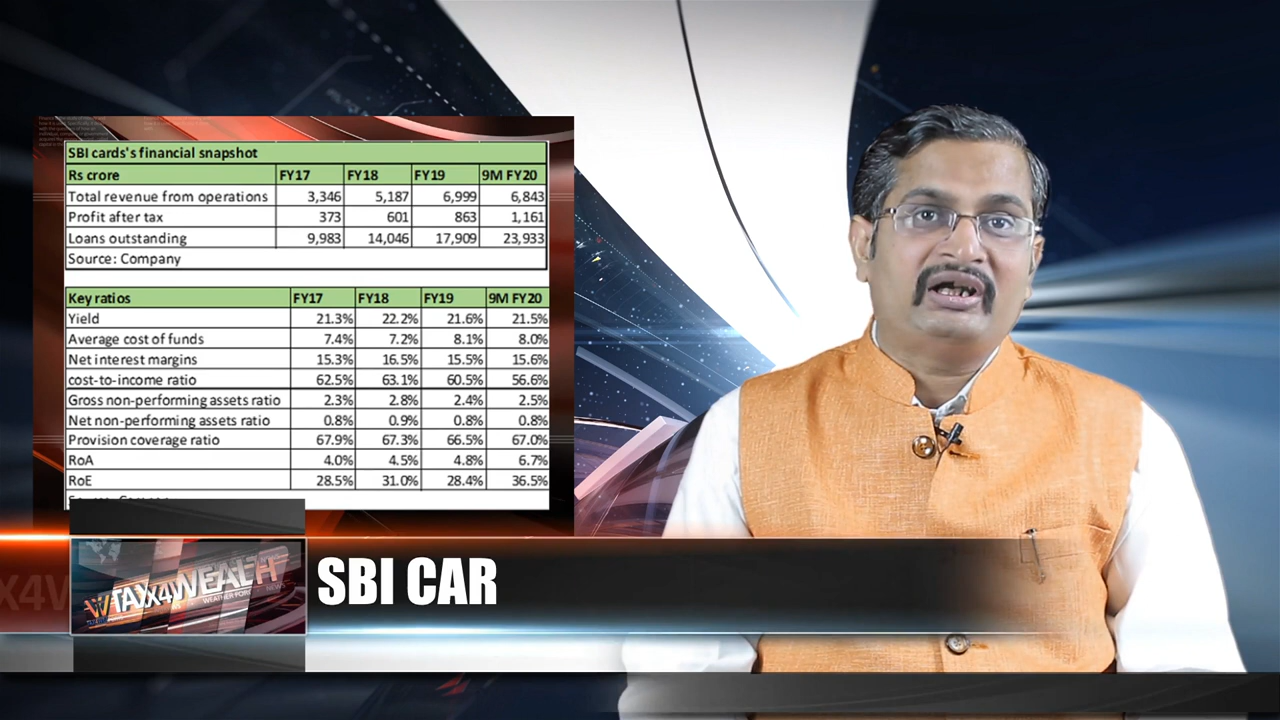 SBI cards's financial snapshot
Rs crore FY17 FY18 FY19 9M FY20
Total revenue from operations 3,346 5,187 6,999 6,843
Profit after tax 373 601 863 1,161
Loans outstanding 9,983 14,046 17,909 23,933
Source: Company
Key ratios FY17 FY18 FY19 9M FY20
Yield 21.3% 22.2% 21.6% 21.5%
Average cost of funds 7.4% 7.2% 8.1% 8.0%
Net interest margins 15.3% 16.5% 15.5% 15.6%
cost-to-income ratio 62.5% 63.1% 60.5% 56.6%
Gross non-performing assets ratio 2.3% 2.8% 2.4% 2.5%
Net non-performing assets ratio 0.8% 0.9% 0.8% 0.8%
Provision coverage ratio 67.9% 67.3% 66.5% 67.0%
RoA 4.0% 4.5% 4.8% 6.7%
RoE 28.5% 31.0% 28.4% 36.5%
TAXX4WEALTH
SBI CAR